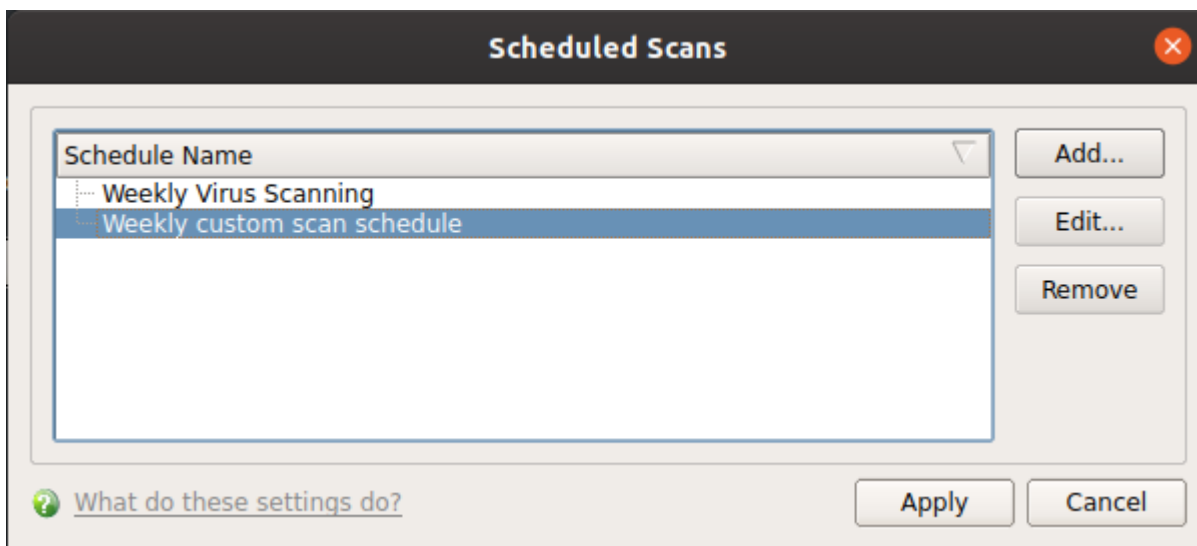 Scheduled Scans
Schedule Name
Weekly Virus Scanning
Weekly custom scan schedule
Add...
Edit...
Remove
What do these settings do?
Apply
Cancel